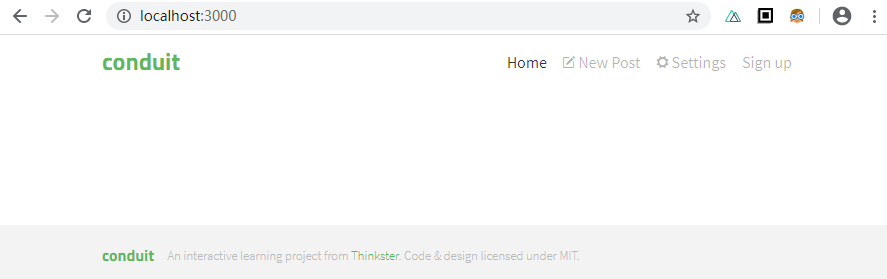 localhost:3000
conduit Home New Post Settings Sign up
conduit An interactive learning project from Thinkster. Code & design licensed under MIT.